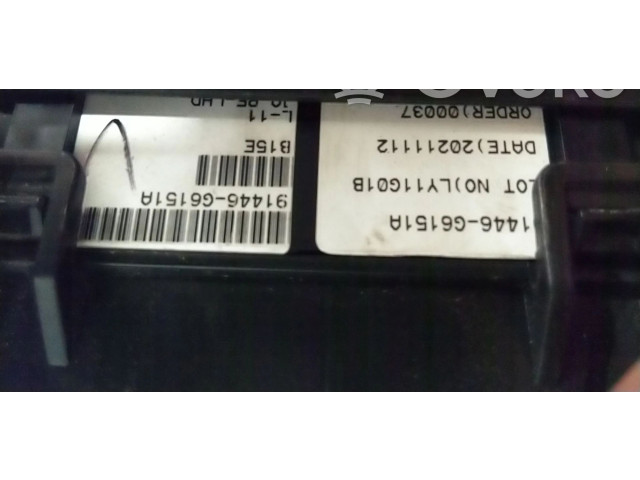 91446-G6151A
B15E
L-11
1446-G6151A
LOT NO)LY11G01B
DATE)20211112
ORDER)00037